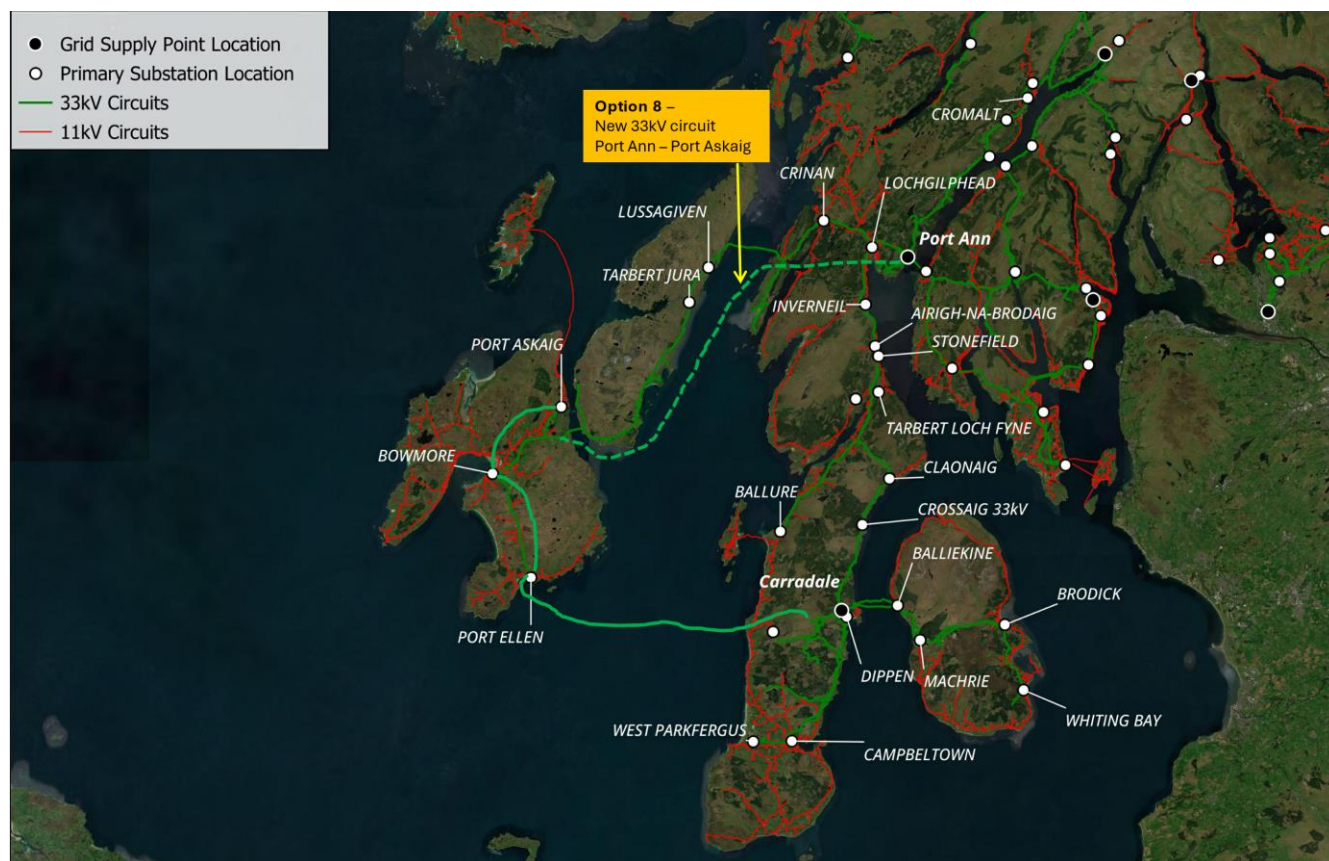 Grid Supply Point Location
Primary Substation Location
33kV Circuits
11kV Circuits
Option 8 –
New 33kV circuit
Port Ann – Port Askaig
CROMALT
CRINAN
LOCHGILPHEAD
LUSSAGIVEN
Port Ann
TARBERT JURA
INVERNEIL
AIRIGH-NA-BRODAIG
STONEFIELD
PORT ASKAIG
TARBERT LOCH FYNE
BOWMORE
CLAONAIG
BALLURE
CROSSAIG 33kV
BALLIEKINE
Carradale
BRODICK
PORT ELLEN
DIPPEN
MACHRIE
WHITING BAY
WEST PARKFERGUS
CAMPBELTOWN